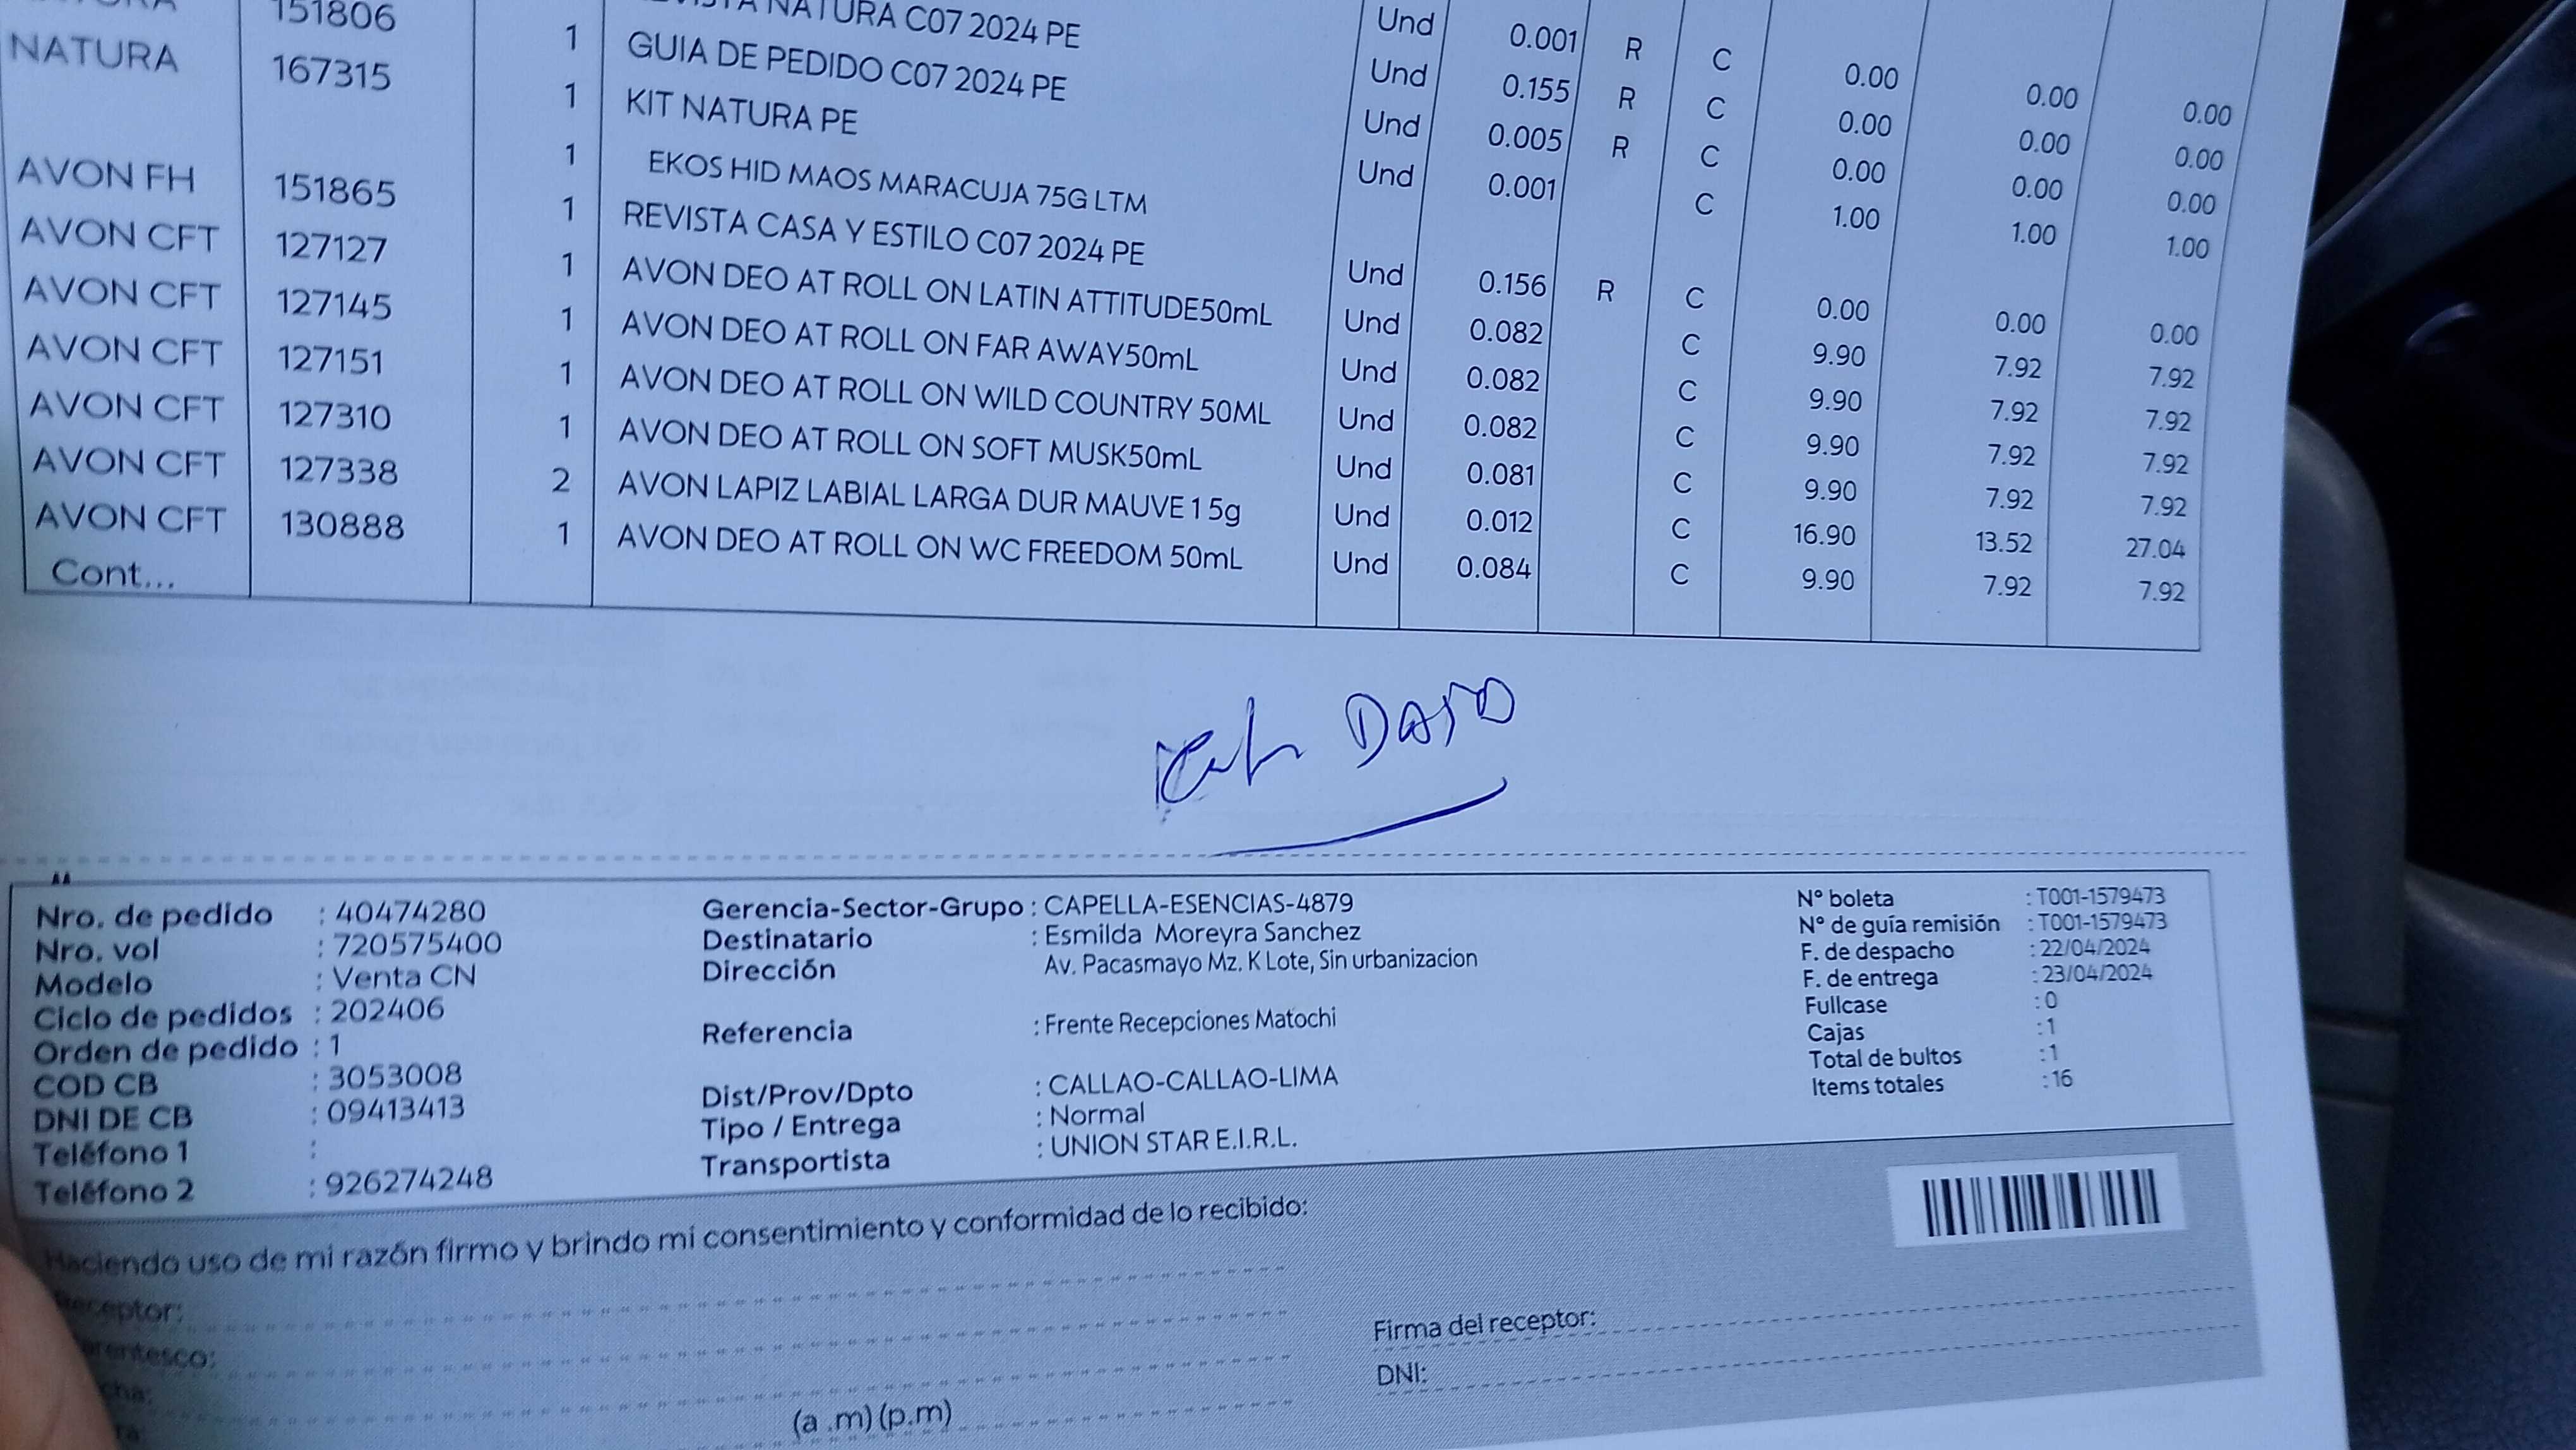 151806 REVISTA NATURA C07 2024 PE Und 0.001 R C 0.00 0.00 0.00
NATURA 167315 1 GUIA DE PEDIDO C07 2024 PE Und 0.155 R C 0.00 0.00 0.00
1 KIT NATURA PE Und 0.005 R C 0.00 0.00 0.00
1 EKOS HID MAOS MARACUJA 75G LTM Und 0.001 C 1.00 1.00 1.00
AVON FH 151865 1 REVISTA CASA Y ESTILO C07 2024 PE Und 0.156 R C 0.00 0.00 0.00
AVON CFT 127127 1 AVON DEO AT ROLL ON LATIN ATTITUDE50mL Und 0.082 C 9.90 7.92 7.92
AVON CFT 127145 1 AVON DEO AT ROLL ON FAR AWAY50mL Und 0.082 C 9.90 7.92 7.92
AVON CFT 127151 1 AVON DEO AT ROLL ON WILD COUNTRY 50ML Und 0.082 C 9.90 7.92 7.92
AVON CFT 127310 1 AVON DEO AT ROLL ON SOFT MUSK50mL Und 0.081 C 9.90 7.92 7.92
AVON CFT 127338 2 AVON LAPIZ LABIAL LARGA DUR MAUVE 1 5g Und 0.012 C 16.90 13.52 27.04
AVON CFT 130888 1 AVON DEO AT ROLL ON WC FREEDOM 50mL Und 0.084 C 9.90 7.92 7.92
Cont...
Nro. de pedido : 40474280
Nro. vol : 720575400
Modelo : Venta CN
Ciclo de pedidos : 202406
Orden de pedido : 1
COD CB : 3053008
DNI DE CB : 09413413
Teléfono 1 :
Teléfono 2 : 926274248
Gerencia-Sector-Grupo : CAPELLA-ESENCIAS-4879
Destinatario : Esmilda Moreyra Sanchez
Dirección Av. Pacasmayo Mz. K Lote, Sin urbanizacion
Referencia : Frente Recepciones Matochi
Dist/Prov/Dpto : CALLAO-CALLAO-LIMA
Tipo / Entrega : Normal
Transportista : UNION STAR E.I.R.L.
N° boleta : T001-1579473
N° de guía remisión : T001-1579473
F. de despacho : 22/04/2024
F. de entrega : 23/04/2024
Fullcase : 0
Cajas : 1
Total de bultos : 1
Items totales : 16
Haciendo uso de mi razón firmo y brindo mi consentimiento y conformidad de lo recibido:
Receptor:
(a .m) (p.m)
Firma del receptor:
DNI: